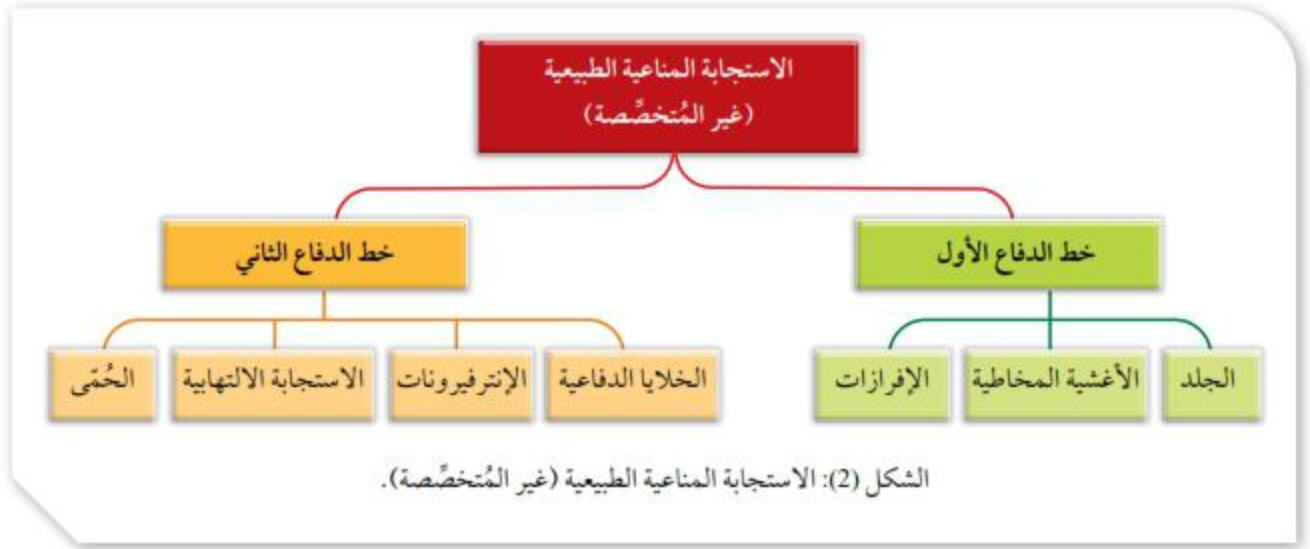 الاستجابة المناعية الطبيعية
(غير المُتخصِّصة)
خط الدفاع الأول
خط الدفاع الثاني
الجلد
الأغشية المخاطية
الإفرازات
الخلايا الدفاعية
الإنترفيرونات
الاستجابة الالتهابية
الحُمّى
الشكل (2): الاستجابة المناعية الطبيعية (غير المُتخصِّصة).